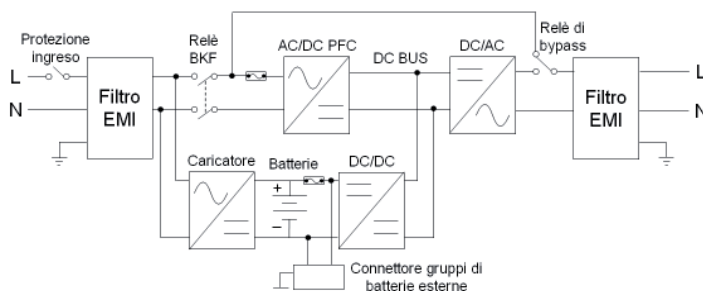 Protezione
ingresso
L
N
Filtro
EMI
Relè
BKF
AC/DC PFC
DC BUS
DC/AC
Relè di
bypass
Filtro
EMI
L
N
Caricatore
Batterie
+
−
DC/DC
Connettore gruppi di
batterie esterne